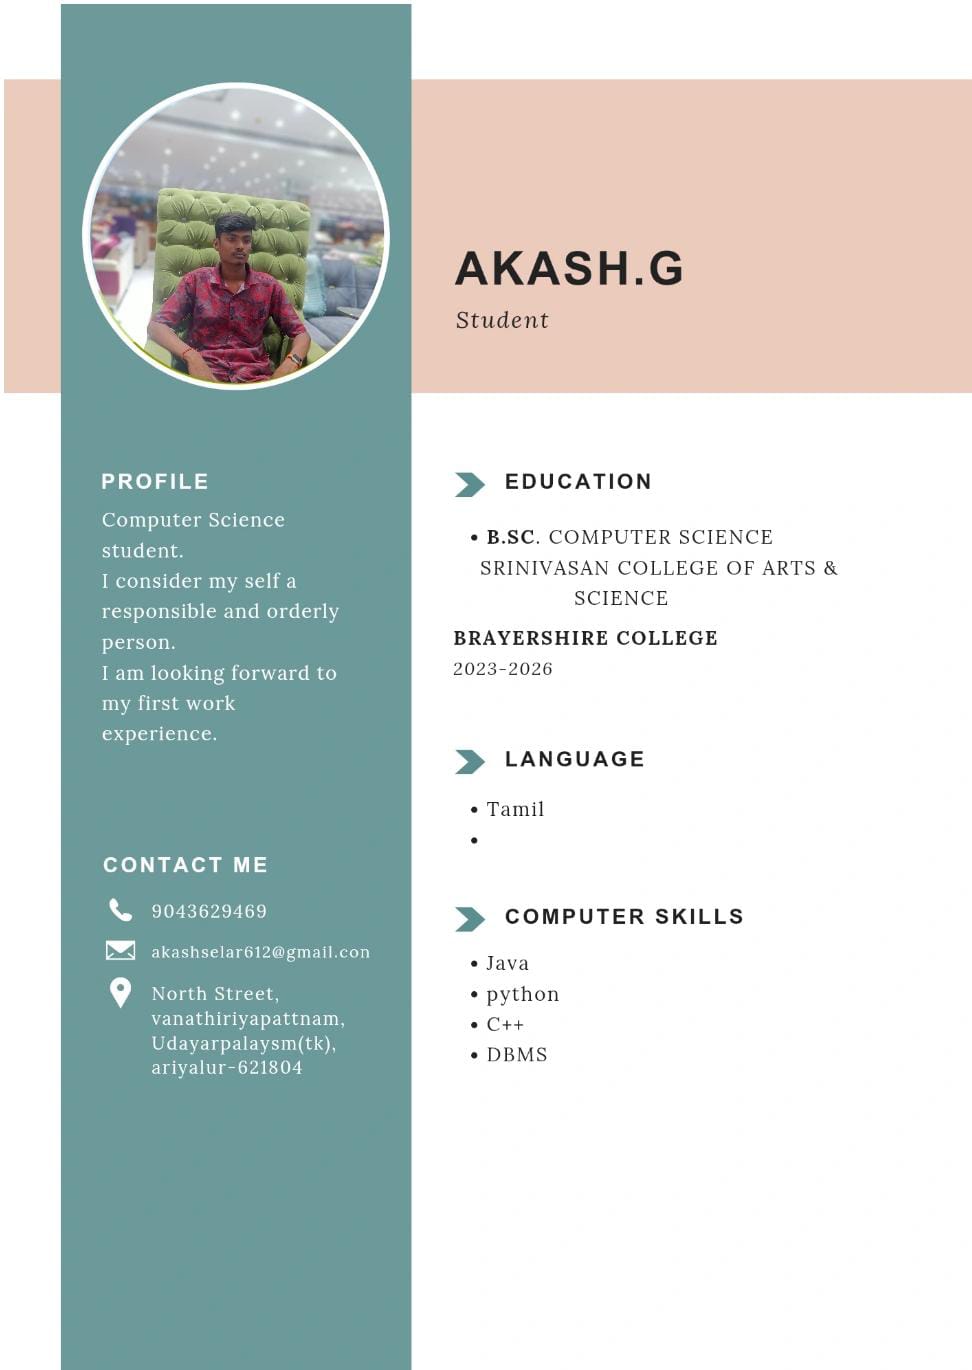 AKASH.G
Student
PROFILE
Computer Science
student.
I consider my self a
responsible and orderly
person.
I am looking forward to
my first work
experience.
CONTACT ME
9043629469
akashselar612@gmail.con
North Street,
vanathiriyapattnam,
Udayarpalaysm(tk),
ariyalur-621804
EDUCATION
• B.SC. COMPUTER SCIENCE
SRINIVASAN COLLEGE OF ARTS &
SCIENCE
BRAYERSHIRE COLLEGE
2023-2026
LANGUAGE
• Tamil
•
COMPUTER SKILLS
• Java
• python
• C++
• DBMS